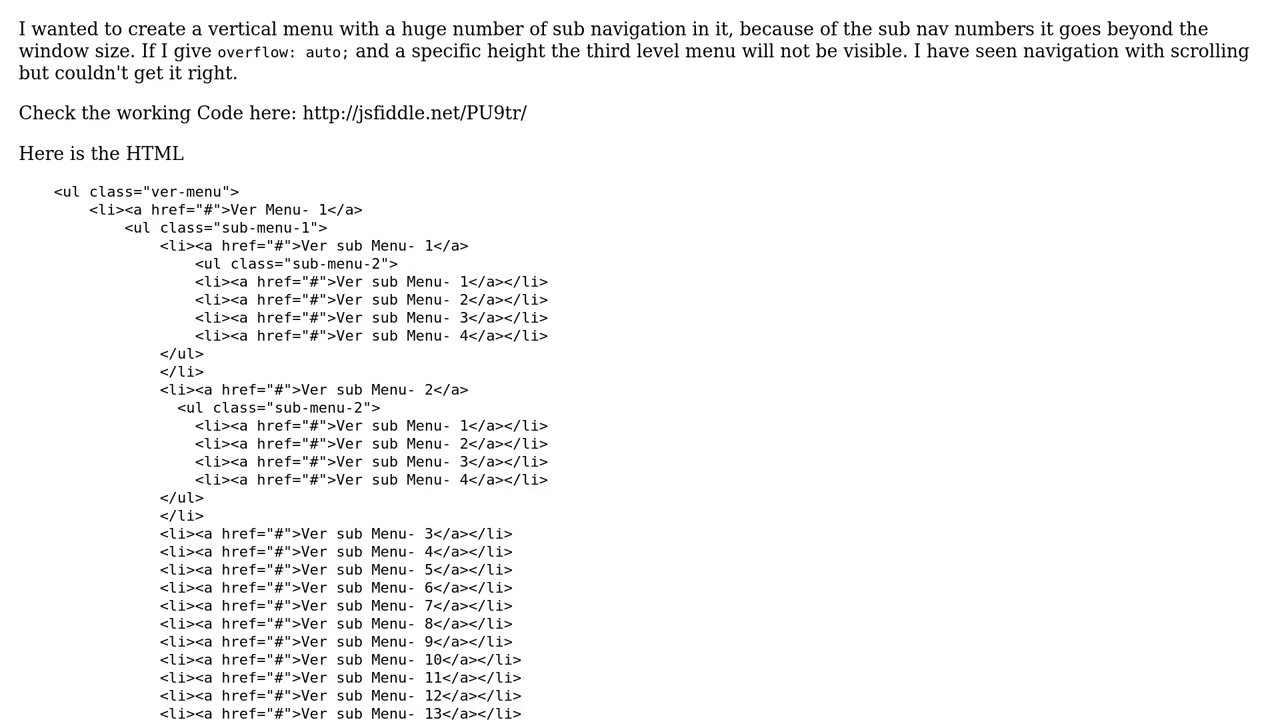 I wanted to create a vertical menu with a huge number of sub navigation in it, because of the sub nav numbers it goes beyond the
window size. If I give overflow: auto; and a specific height the third level menu will not be visible. I have seen navigation with scrolling
but couldn't get it right.
Check the working Code here: http://jsfiddle.net/PU9tr/
Here is the HTML
<ul class="ver-menu">
<li><a href="#">Ver Menu- 1</a>
<ul class="sub-menu-1">
<li><a href="#">Ver sub Menu- 1</a>
<ul class="sub-menu-2">
<li><a href="#">Ver sub Menu- 1</a></li>
<li><a href="#">Ver sub Menu- 2</a></li>
<li><a href="#">Ver sub Menu- 3</a></li>
<li><a href="#">Ver sub Menu- 4</a></li>
</ul>
</li>
<li><a href="#">Ver sub Menu- 2</a>
<ul class="sub-menu-2">
<li><a href="#">Ver sub Menu- 1</a></li>
<li><a href="#">Ver sub Menu- 2</a></li>
<li><a href="#">Ver sub Menu- 3</a></li>
<li><a href="#">Ver sub Menu- 4</a></li>
</ul>
</li>
<li><a href="#">Ver sub Menu- 3</a></li>
<li><a href="#">Ver sub Menu- 4</a></li>
<li><a href="#">Ver sub Menu- 5</a></li>
<li><a href="#">Ver sub Menu- 6</a></li>
<li><a href="#">Ver sub Menu- 7</a></li>
<li><a href="#">Ver sub Menu- 8</a></li>
<li><a href="#">Ver sub Menu- 9</a></li>
<li><a href="#">Ver sub Menu- 10</a></li>
<li><a href="#">Ver sub Menu- 11</a></li>
<li><a href="#">Ver sub Menu- 12</a></li>
<li><a href="#">Ver sub Menu- 13</a></li>